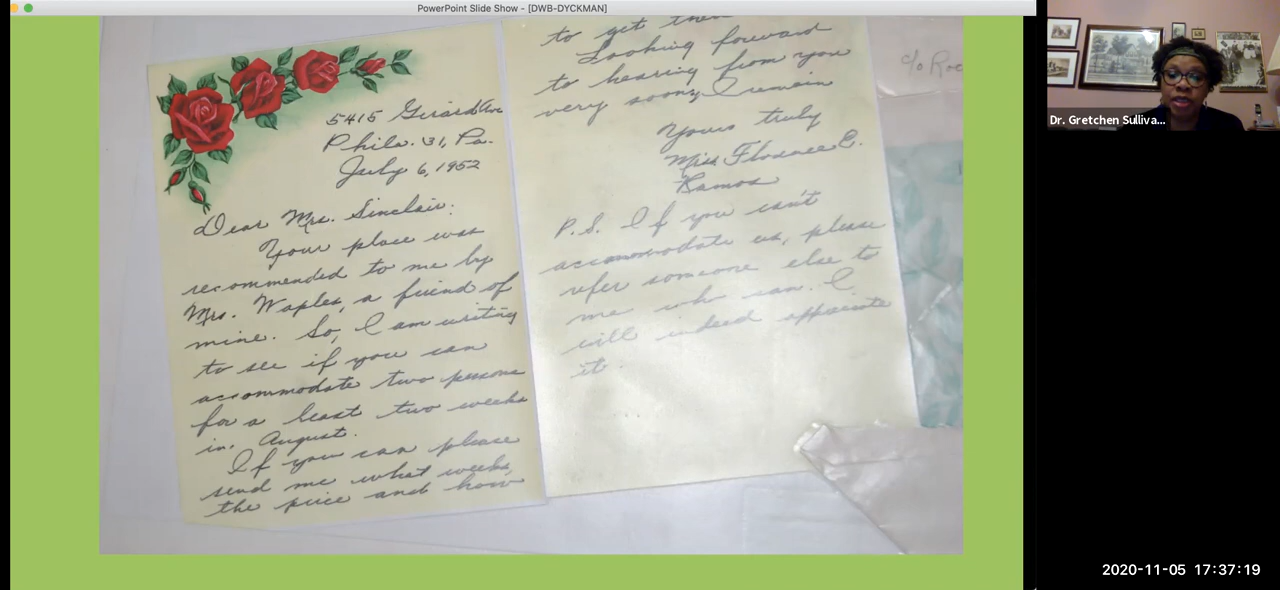 PowerPoint Slide Show - [DWB-DYCKMAN]
5415 Girard Ave
Phila. 31, Pa.
July 6, 1952
Dear Mrs. Sinclair:
Your place was
recommended to me by
Mrs. Waples, a friend of
mine. So, I am writing
to see if you can
accommodate two persons
for a least two weeks
in, August.
If you can please
send me what weeks,
the price and how
to get there
Looking forward
to hearing from you
very soon, I remain
Yours truly
Miss Florence E.
Ramos
P.S. If you can't
accommodate us, please
refer someone else to
me who can. I
will indeed appreciate
it.
c/o
Dr. Gretchen Sulliva...
2020-11-05 17:37:19